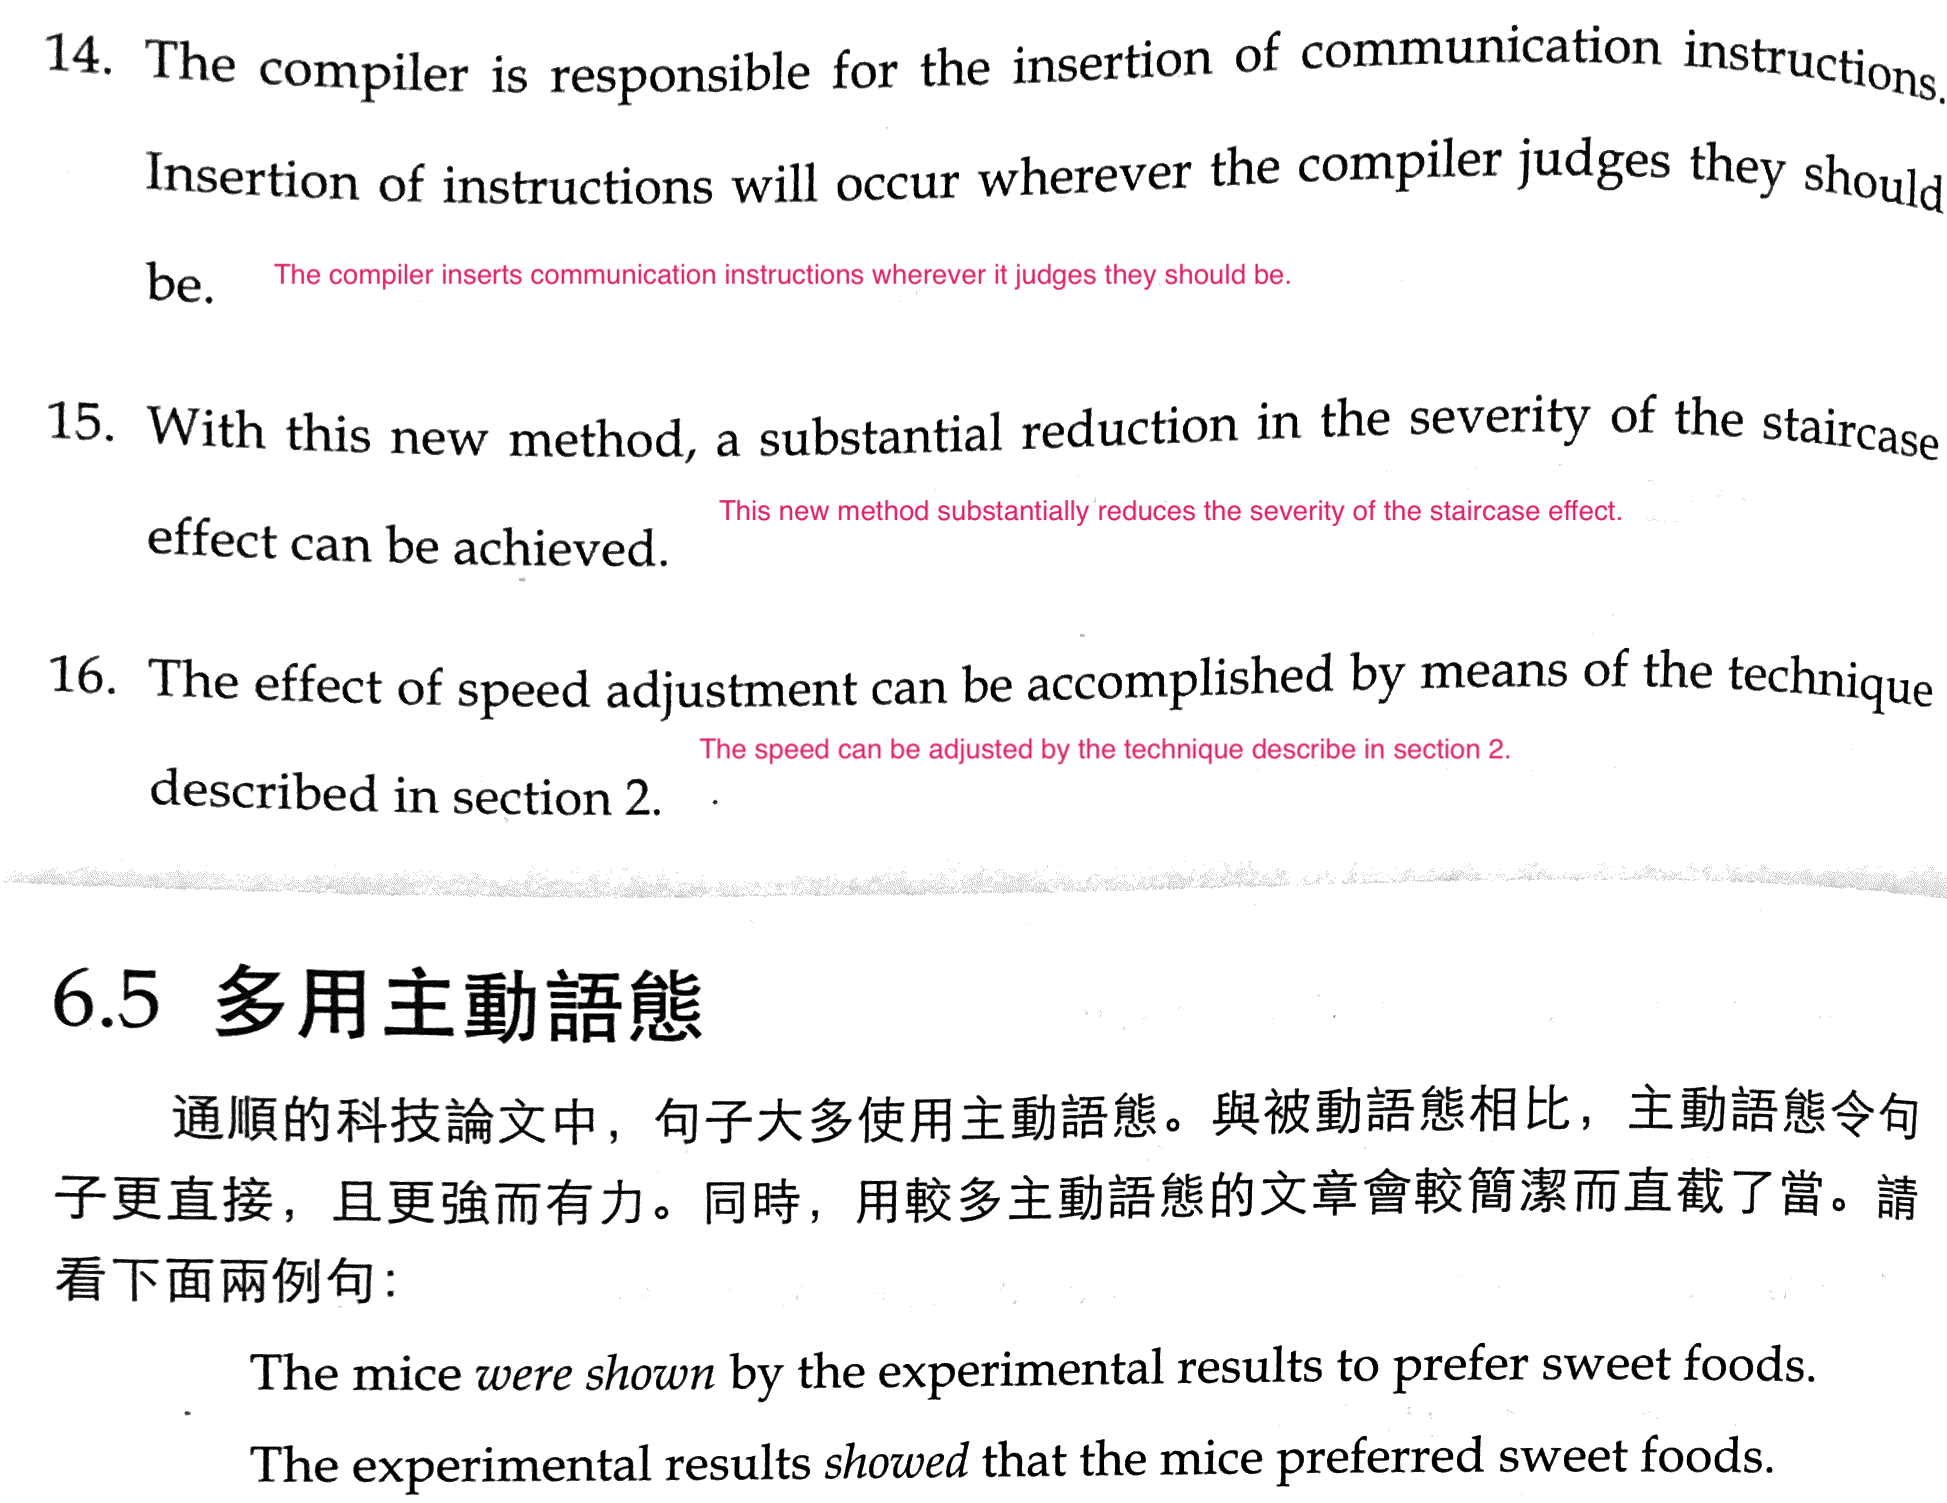 14. The compiler is responsible for the insertion of communication instructions.
Insertion of instructions will occur wherever the compiler judges they should
be. The compiler inserts communication instructions wherever it judges they should be.
15. With this new method, a substantial reduction in the severity of the staircase
This new method substantially reduces the severity of the staircase effect.
effect can be achieved.
16. The effect of speed adjustment can be accomplished by means of the technique
The speed can be adjusted by the technique describe in section 2.
described in section 2.
6.5 多用主動語態
通順的科技論文中，句子大多使用主動語態。與被動語態相比，主動語態令句
子更直接，且更強而有力。同時，用較多主動語態的文章會較簡潔而直截了當。請
看下面兩例句：
The mice were shown by the experimental results to prefer sweet foods.
The experimental results showed that the mice preferred sweet foods.